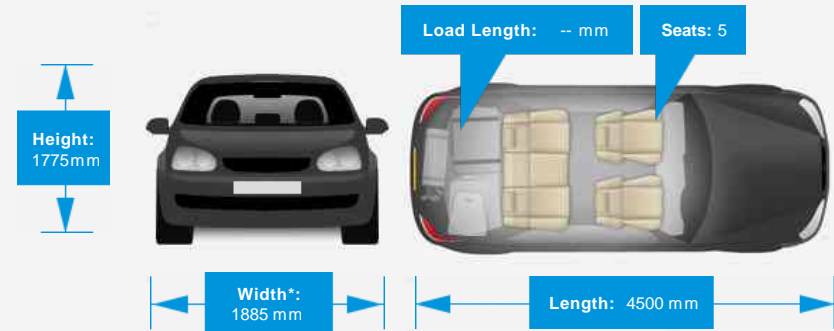 Load Length: -- mm
Seats: 5
Height:
1775mm
Width*:
1885 mm
Length: 4500 mm